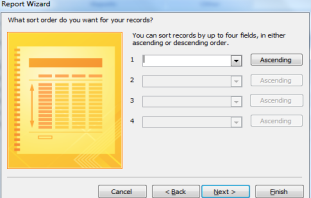 Report Wizard
What sort order do you want for your records?
You can sort records by up to four fields, in either
ascending or descending order.
1 Ascending
2 Ascending
3 Ascending
4 Ascending
Cancel < Back Next > Finish